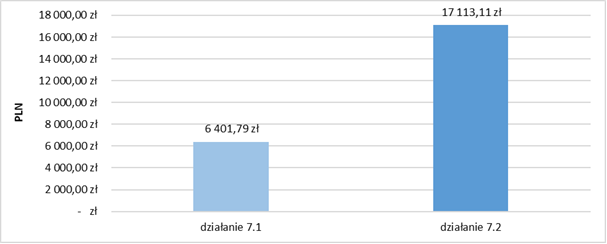 18 000,00 zł
16 000,00 zł
14 000,00 zł
12 000,00 zł
10 000,00 zł
8 000,00 zł
6 000,00 zł
4 000,00 zł
2 000,00 zł
- zł
PLN
6 401,79 zł
17 113,11 zł
działanie 7.1
działanie 7.2